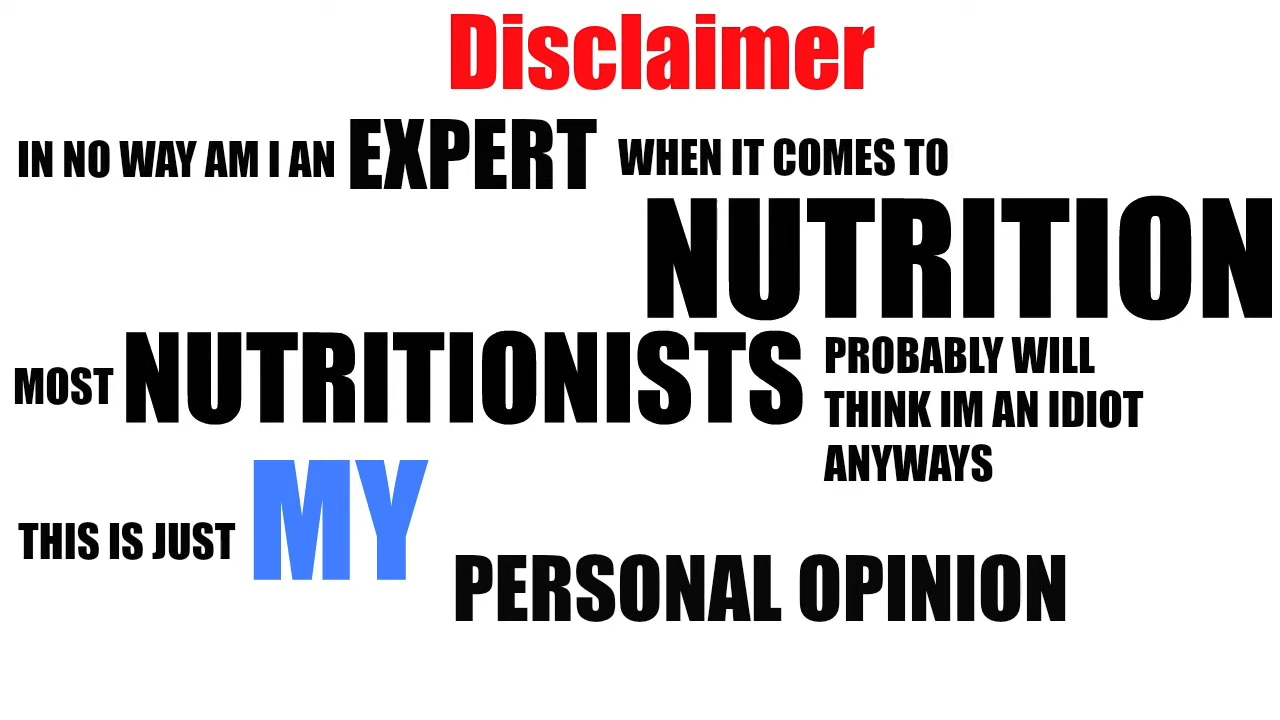 Disclaimer
IN NO WAY AM I AN EXPERT WHEN IT COMES TO
NUTRITION
MOST NUTRITIONISTS PROBABLY WILL
THINK IM AN IDIOT
ANYWAYS
THIS IS JUST MY
PERSONAL OPINION